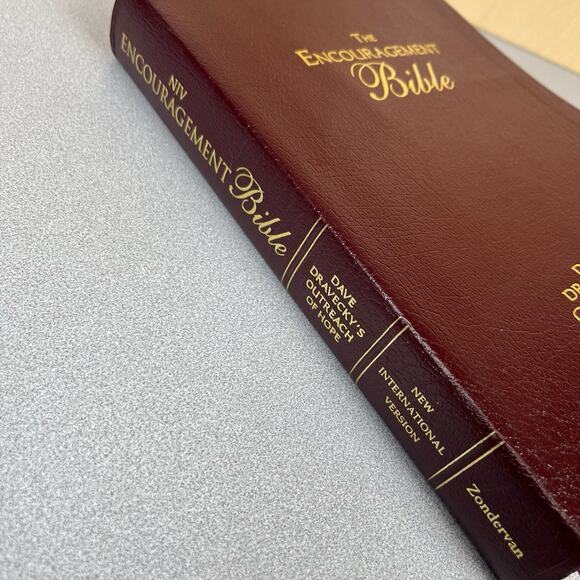 THE
ENCOURAGEMENT
Bible
NIV
ENCOURAGEMENT
Bible
DAVE
DRAVECKY'S
OUTREACH
OF HOPE
NEW
INTERNATIONAL
VERSION
Zondervan